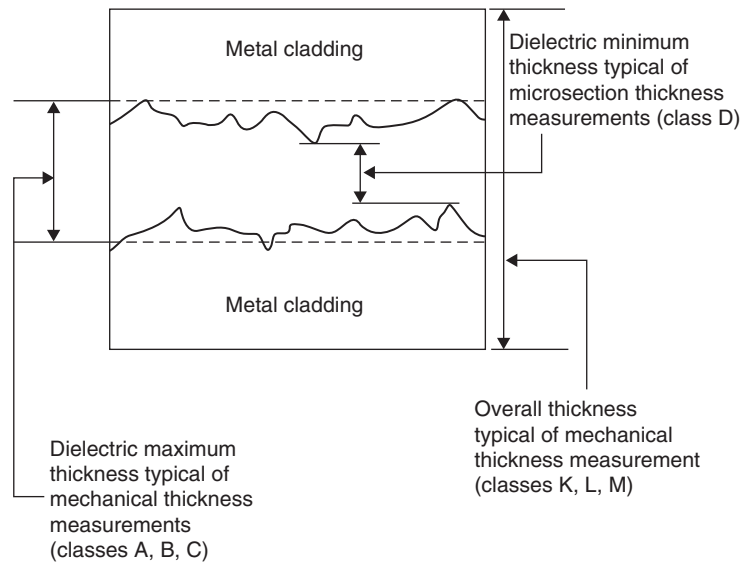 Metal cladding
Dielectric minimum
thickness typical of
microsection thickness
measurements (class D)
Metal cladding
Overall thickness
typical of mechanical
thickness measurement
(classes K, L, M)
Dielectric maximum
thickness typical of
mechanical thickness
measurements
(classes A, B, C)